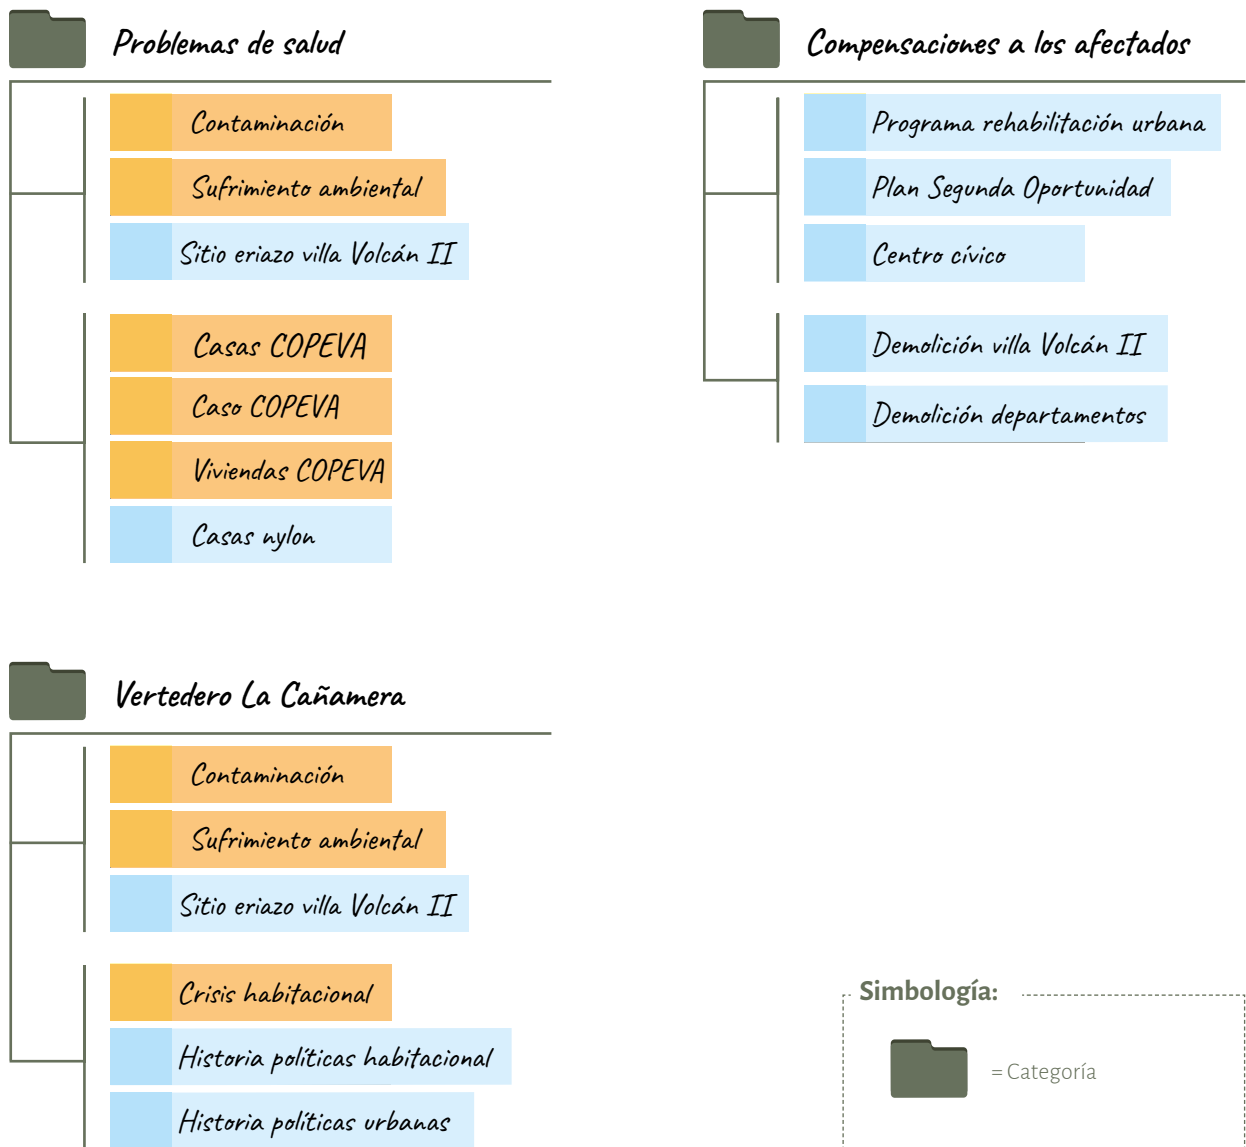 Problemas de salud
Contaminación
Sufrimiento ambiental
Sitio eriazo villa Volcán II
Casas COPEVA
Caso COPEVA
Viviendas COPEVA
Casas nylon
Compensaciones a los afectados
Programa rehabilitación urbana
Plan Segunda Oportunidad
Centro cívico
Demolición villa Volcán II
Demolición departamentos
Vertedero La Cañamera
Contaminación
Sufrimiento ambiental
Sitio eriazo villa Volcán II
Crisis habitacional
Historia políticas habitacional
Historia políticas urbanas
Simbología:
= Categoría